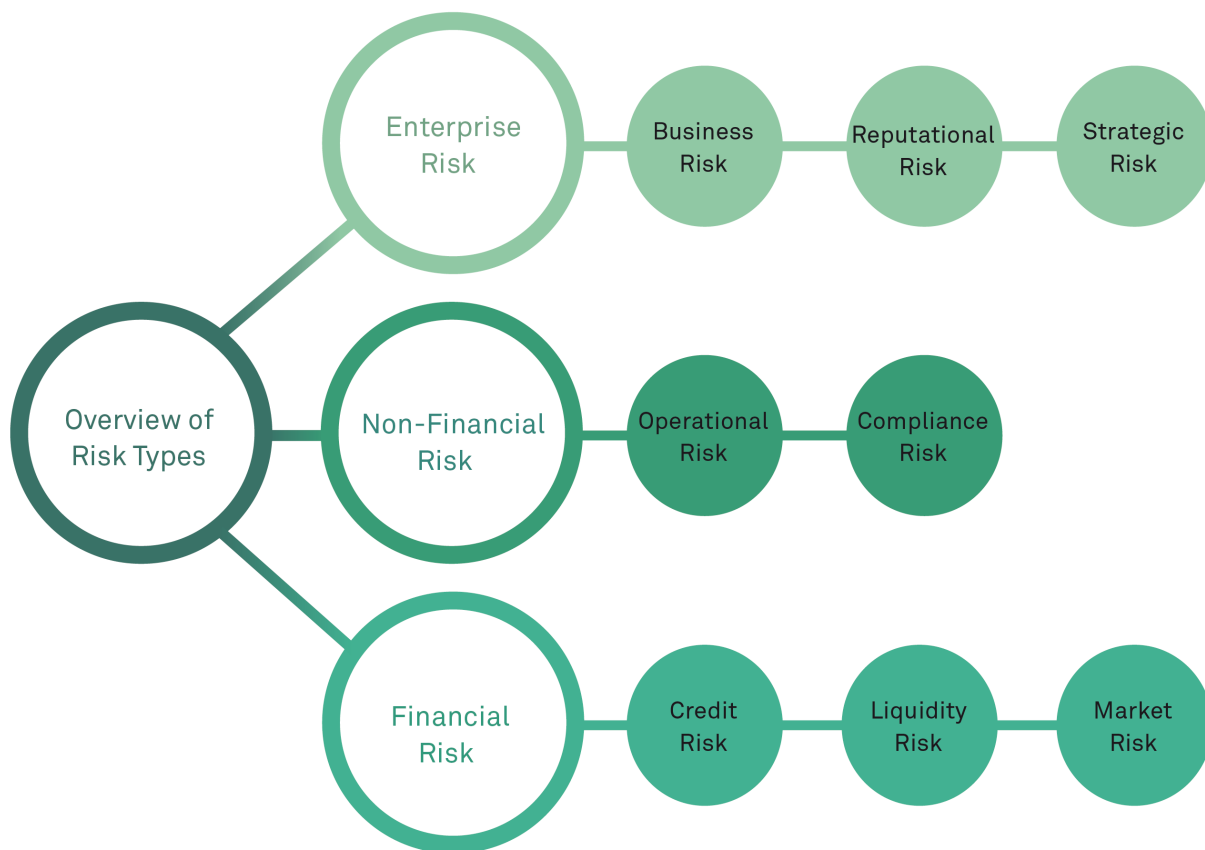 Overview of
Risk Types
Enterprise
Risk
Business
Risk
Reputational
Risk
Strategic
Risk
Non-Financial
Risk
Operational
Risk
Compliance
Risk
Financial
Risk
Credit
Risk
Liquidity
Risk
Market
Risk